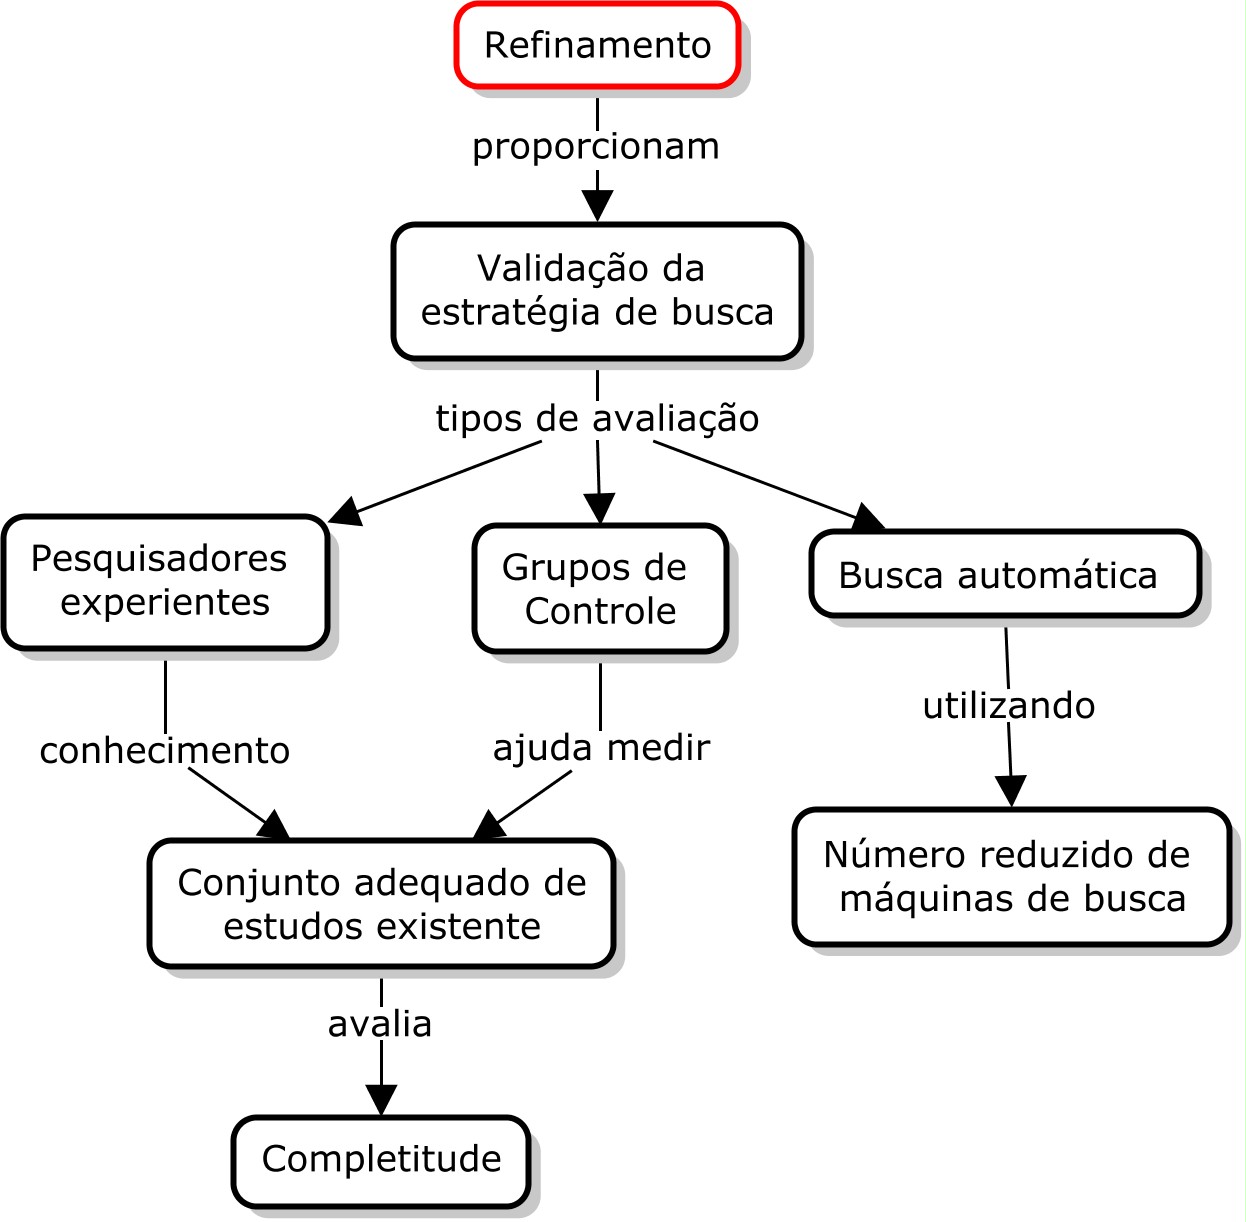 Refinamento
proporcionam
Validação da
estratégia de busca
tipos de avaliação
Pesquisadores
experientes
Grupos de
Controle
Busca automática
conhecimento
ajuda medir
utilizando
Conjunto adequado de
estudos existente
Número reduzido de
máquinas de busca
avalia
Completitude